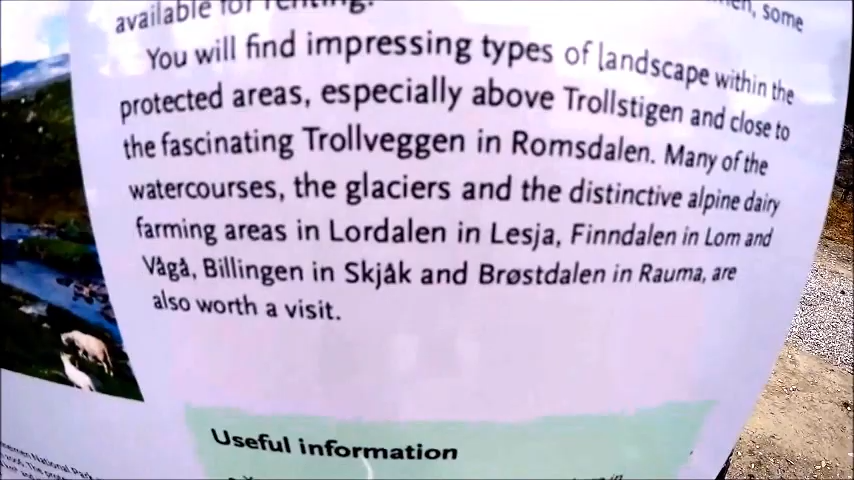 available for renting.
some
You will find impressing types of landscape within the
protected areas, especially above Trollstigen and close to
the fascinating Trollveggen in Romsdalen. Many of the
watercourses, the glaciers and the distinctive alpine dairy
farming areas in Lordalen in Lesja, Finndalen in Lom and
Vågå, Billingen in Skjåk and Brøstdalen in Rauma, are
also worth a visit.
Useful information
National Park